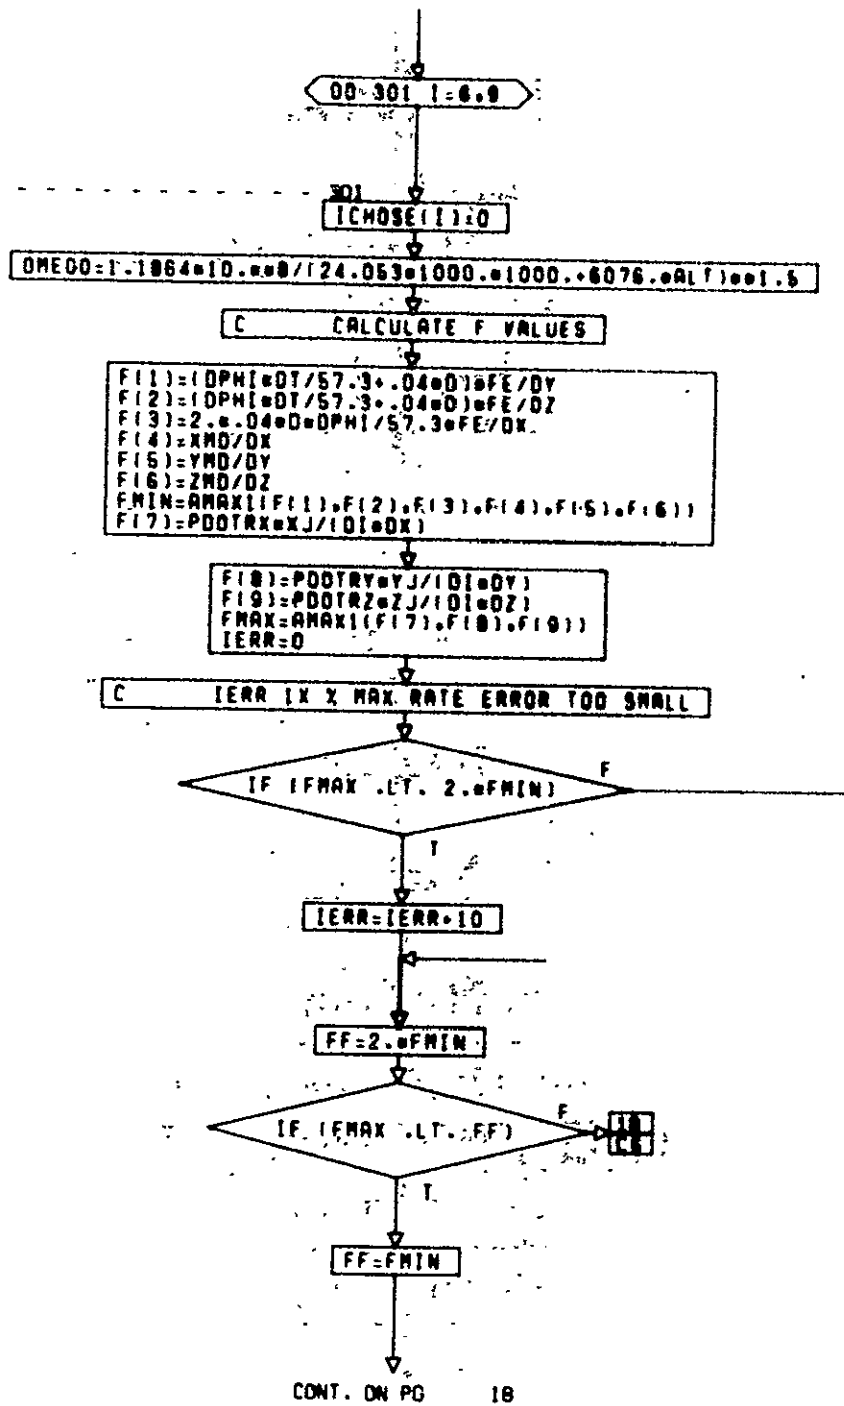 DO 301 I=6,9
301
ICHOSE(I)=0
OMEGO=1.1864*10.**8/(24.053*1000.*1000.+6076.*ALT)**1.5
C CALCULATE F VALUES
F(1)=(DPHI*DT/57.3+.04*D)*FE/DY
F(2)=(DPHI*DT/57.3+.04*D)*FE/DZ
F(3)=2.*.04*D*DPHI/57.3*FE/DX
F(4)=XMD/DX
F(5)=YMD/DY
F(6)=ZMD/DZ
FMIN=AMAX1(F(1),F(2),F(3),F(4),F(5),F(6))
F(7)=PDOTRX*XJ/(DI*DX)
F(8)=PDOTRY*YJ/(DI*DY)
F(9)=PDOTRZ*ZJ/(DI*DZ)
FMAX=AMAX1(F(7),F(8),F(9))
IERR=0
C IERR 1X % MAX RATE ERROR TOO SMALL
IF (FMAX .LT. 2.*FMIN)
F
T
IERR=IERR+10
FF=2.*FMIN
IF (FMAX .LT. FF)
F
T
FF=FMIN
CONT. ON PG 18